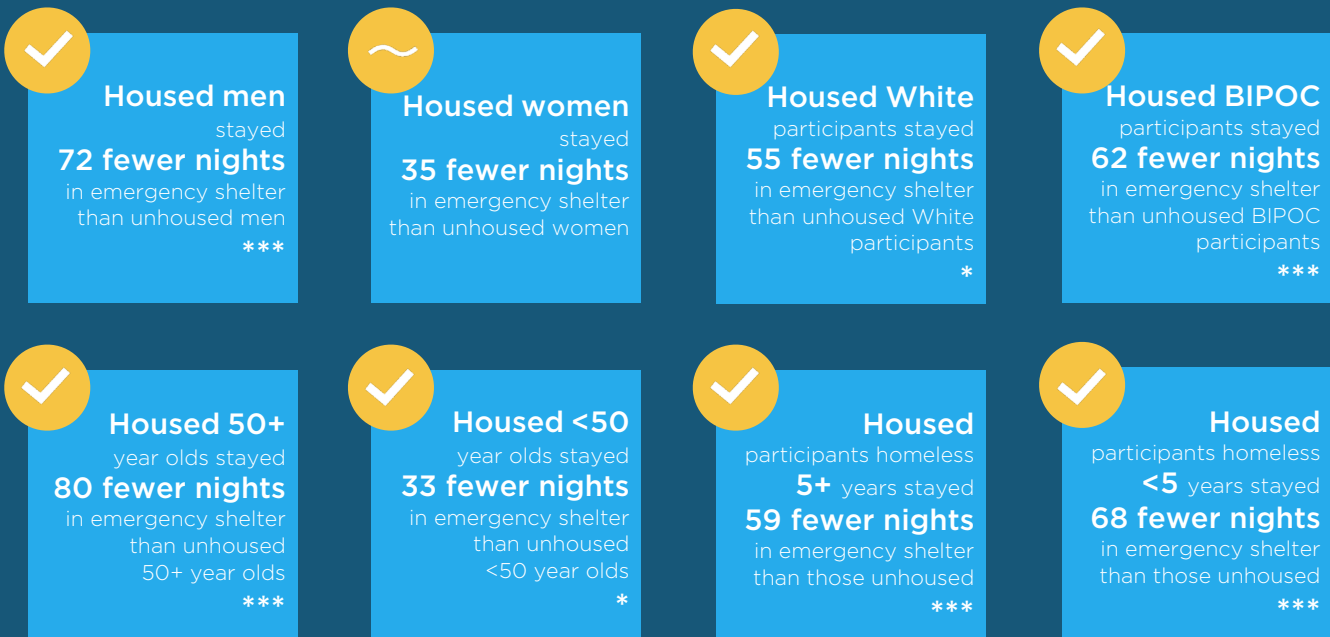 Housed men
stayed
72 fewer nights
in emergency shelter
than unhoused men
***
Housed women
stayed
35 fewer nights
in emergency shelter
than unhoused women
Housed White
participants stayed
55 fewer nights
in emergency shelter
than unhoused White
participants
*
Housed BIPOC
participants stayed
62 fewer nights
in emergency shelter
than unhoused BIPOC
participants
***
Housed 50+
year olds stayed
80 fewer nights
in emergency shelter
than unhoused
50+ year olds
***
Housed <50
year olds stayed
33 fewer nights
in emergency shelter
than unhoused
<50 year olds
*
Housed
participants homeless
5+ years stayed
59 fewer nights
in emergency shelter
than those unhoused
***
Housed
participants homeless
<5 years stayed
68 fewer nights
in emergency shelter
than those unhoused
***